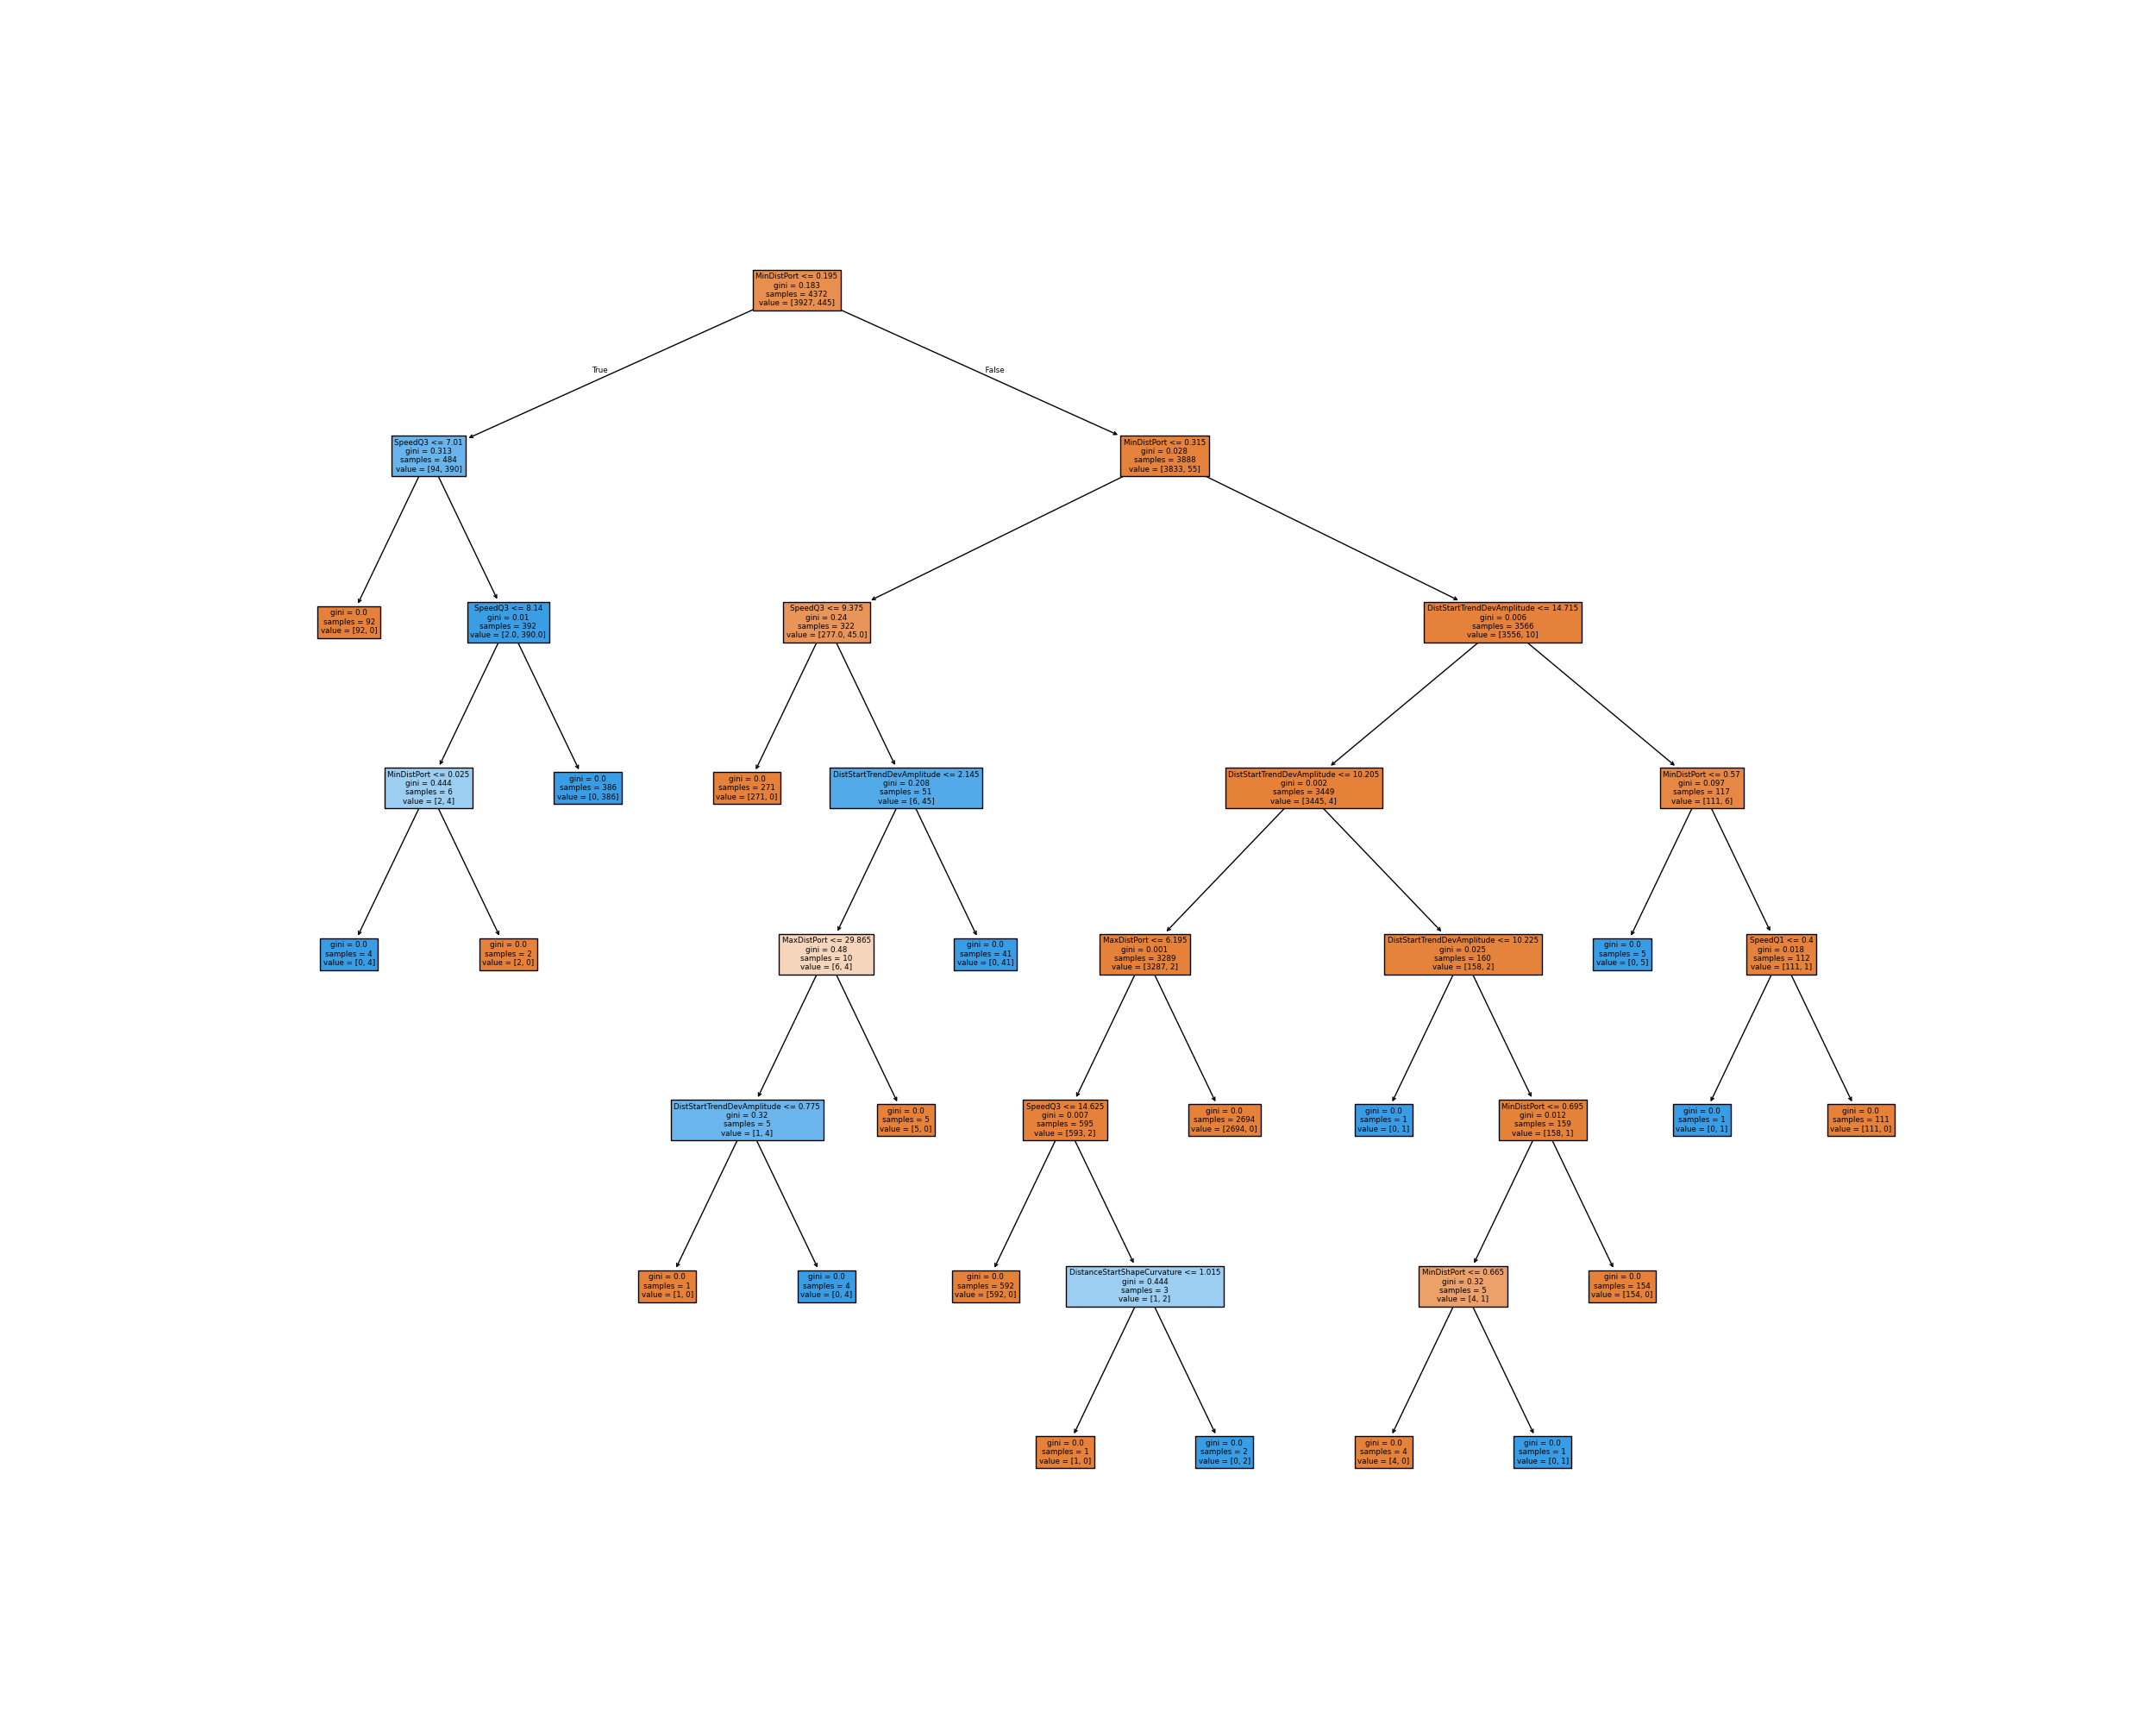 MinDistPort <= 0.195
gini = 0.183
samples = 4372
value = [3927, 445]
True
False
SpeedQ3 <= 7.01
gini = 0.313
samples = 484
value = [94, 390]
MinDistPort <= 0.315
gini = 0.028
samples = 3888
value = [3833, 55]
gini = 0.0
samples = 92
value = [92, 0]
SpeedQ3 <= 8.14
gini = 0.01
samples = 392
value = [2.0, 390.0]
SpeedQ3 <= 9.375
gini = 0.24
samples = 322
value = [277.0, 45.0]
DistStartTrendDevAmplitude <= 14.715
gini = 0.006
samples = 3566
value = [3556, 10]
MinDistPort <= 0.025
gini = 0.444
samples = 6
value = [2, 4]
gini = 0.0
samples = 386
value = [0, 386]
gini = 0.0
samples = 271
value = [271, 0]
DistStartTrendDevAmplitude <= 2.145
gini = 0.208
samples = 51
value = [6, 45]
DistStartTrendDevAmplitude <= 10.205
gini = 0.002
samples = 3449
value = [3445, 4]
MinDistPort <= 0.57
gini = 0.097
samples = 117
value = [111, 6]
gini = 0.0
samples = 4
value = [0, 4]
gini = 0.0
samples = 2
value = [2, 0]
MaxDistPort <= 29.865
gini = 0.48
samples = 10
value = [6, 4]
gini = 0.0
samples = 41
value = [0, 41]
MaxDistPort <= 6.195
gini = 0.001
samples = 3289
value = [3287, 2]
DistStartTrendDevAmplitude <= 10.225
gini = 0.025
samples = 160
value = [158, 2]
gini = 0.0
samples = 5
value = [0, 5]
SpeedQ1 <= 0.4
gini = 0.018
samples = 112
value = [111, 1]
DistStartTrendDevAmplitude <= 0.775
gini = 0.32
samples = 5
value = [1, 4]
gini = 0.0
samples = 5
value = [5, 0]
SpeedQ3 <= 14.625
gini = 0.007
samples = 595
value = [593, 2]
gini = 0.0
samples = 2694
value = [2694, 0]
gini = 0.0
samples = 1
value = [0, 1]
MinDistPort <= 0.695
gini = 0.012
samples = 159
value = [158, 1]
gini = 0.0
samples = 1
value = [0, 1]
gini = 0.0
samples = 111
value = [111, 0]
gini = 0.0
samples = 1
value = [1, 0]
gini = 0.0
samples = 4
value = [0, 4]
gini = 0.0
samples = 592
value = [592, 0]
DistanceStartShapeCurvature <= 1.015
gini = 0.444
samples = 3
value = [1, 2]
MinDistPort <= 0.665
gini = 0.32
samples = 5
value = [4, 1]
gini = 0.0
samples = 154
value = [154, 0]
gini = 0.0
samples = 1
value = [1, 0]
gini = 0.0
samples = 2
value = [0, 2]
gini = 0.0
samples = 4
value = [4, 0]
gini = 0.0
samples = 1
value = [0, 1]